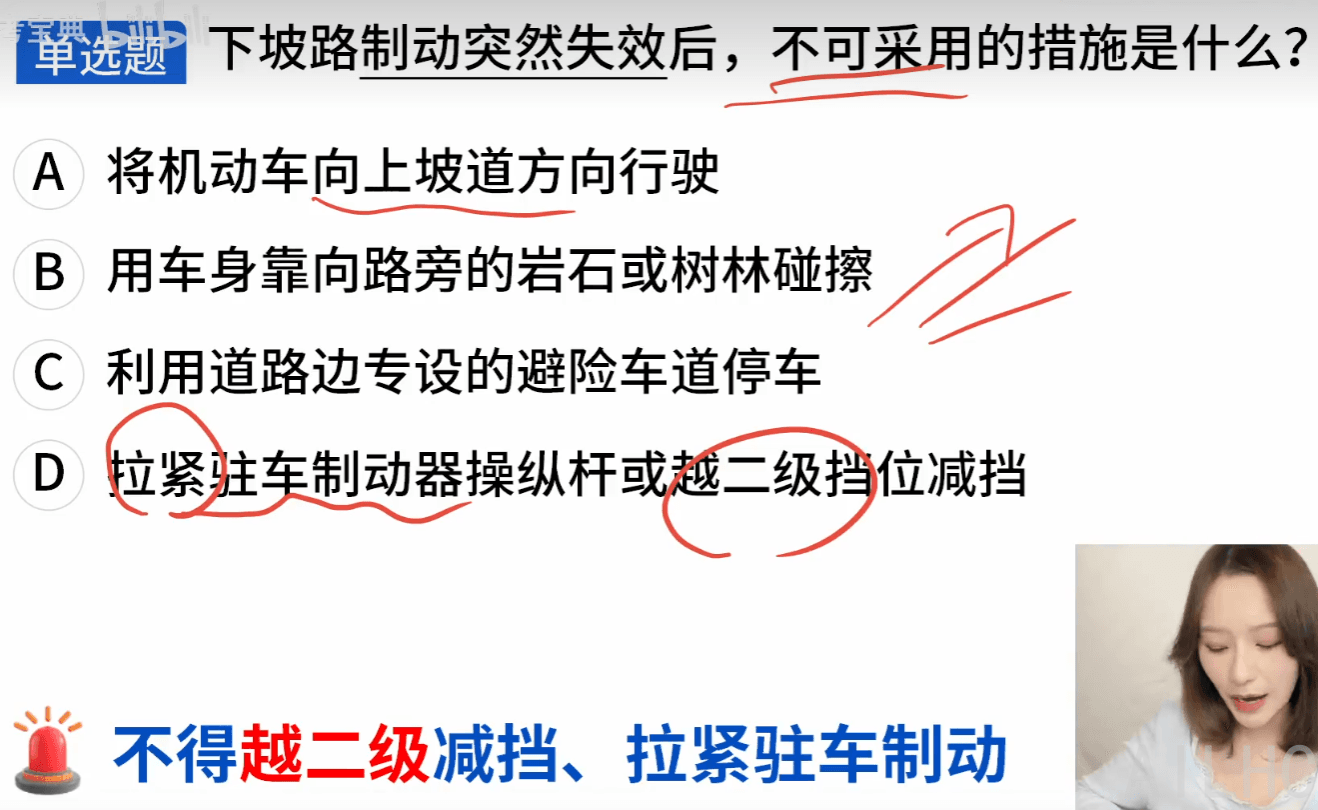 考宝典 bilibili
单选题 下坡路制动突然失效后，不可采用的措施是什么？
A 将机动车向上坡道方向行驶
B 用车身靠向路旁的岩石或树林碰擦
C 利用道路边专设的避险车道停车
D 拉紧驻车制动器操纵杆或越二级挡位减挡
不得越二级减挡、拉紧驻车制动